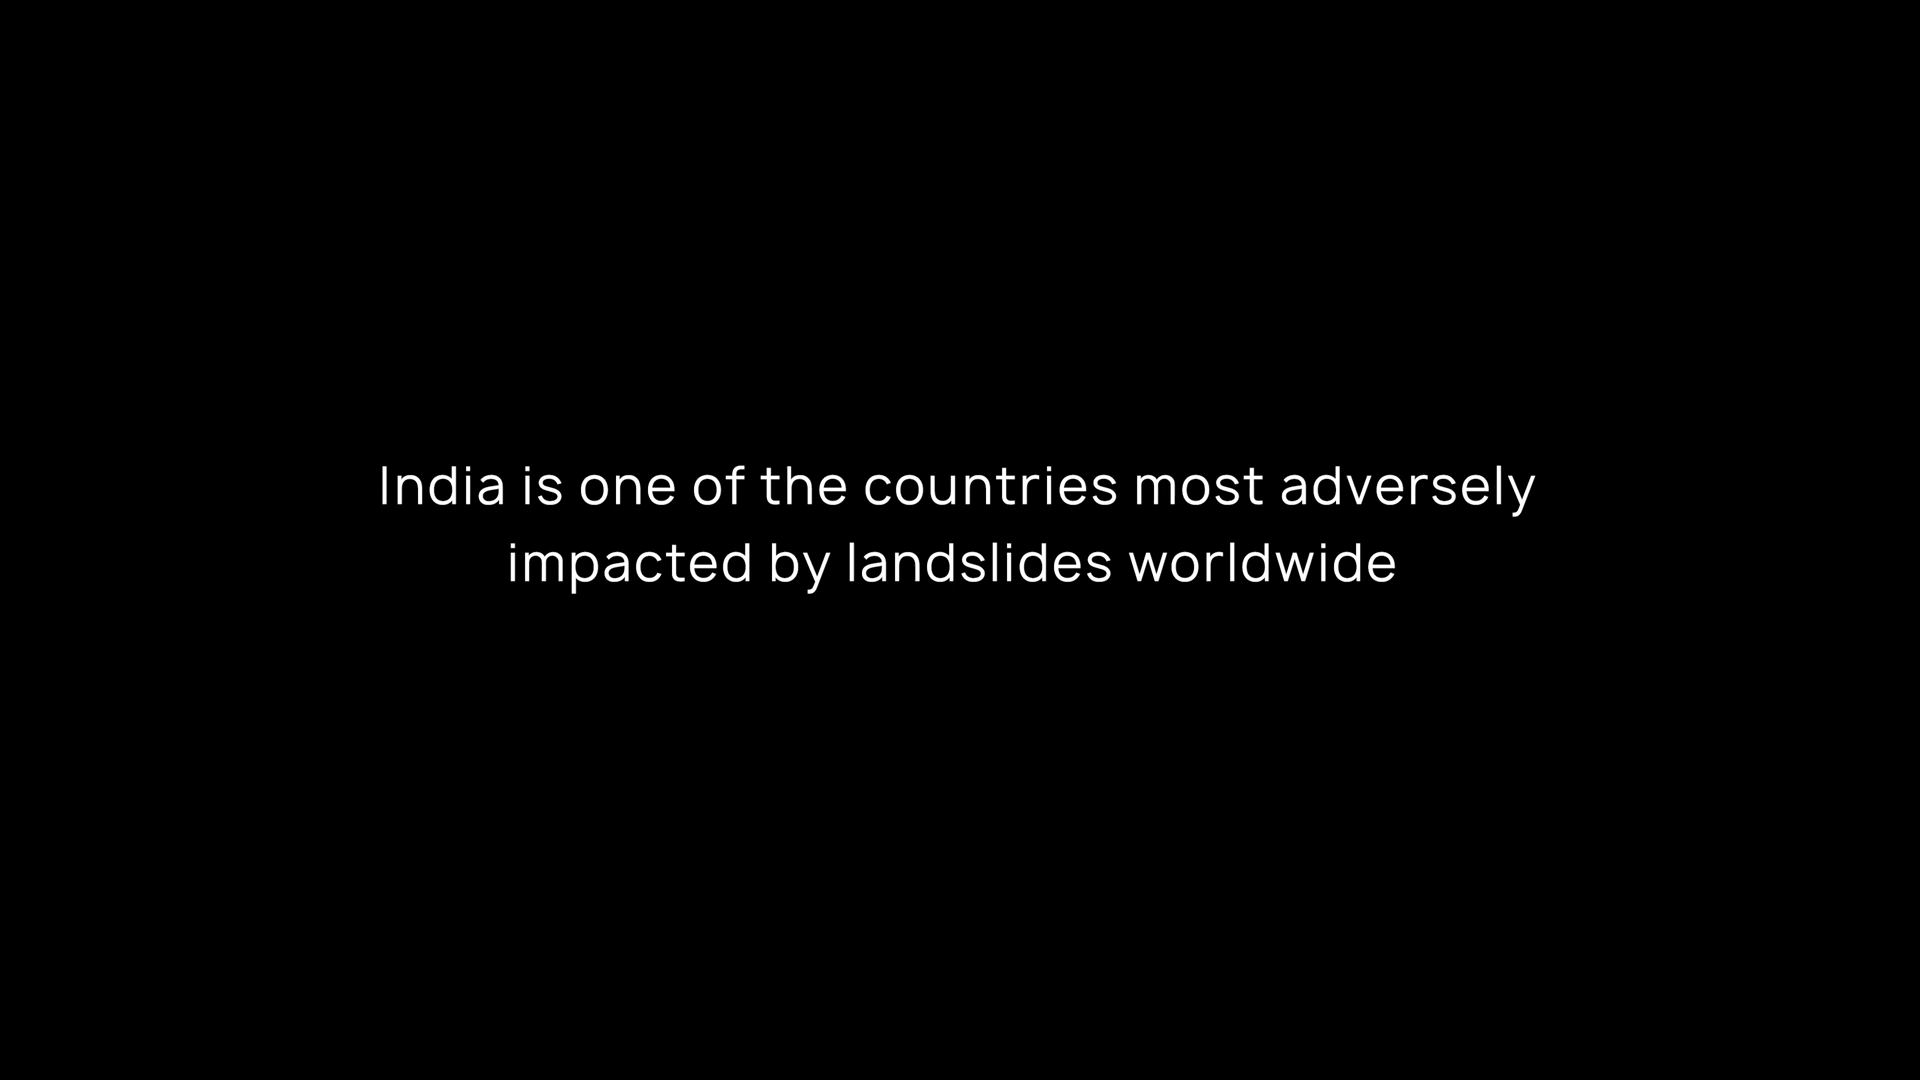 India is one of the countries most adversely
impacted by landslides worldwide